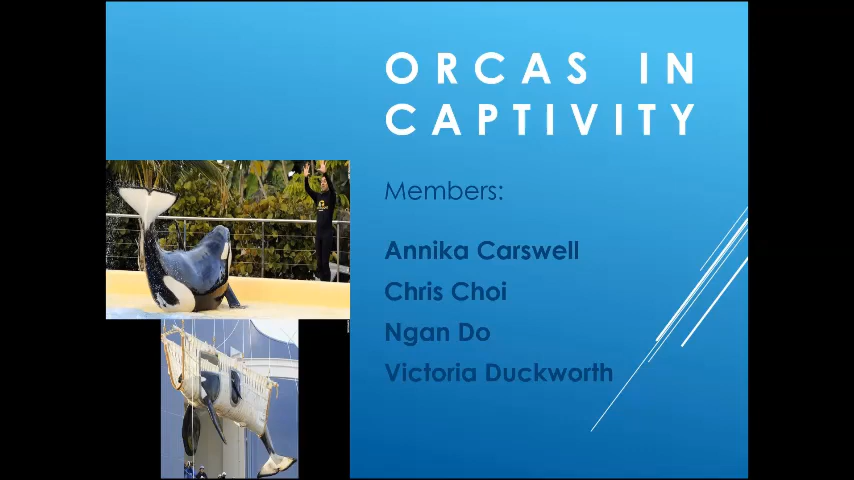 ORCAS IN
CAPTIVITY
Members:
Annika Carswell
Chris Choi
Ngan Do
Victoria Duckworth